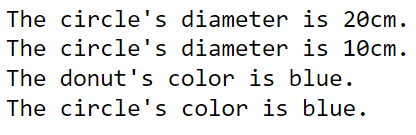 The circle's diameter is 20cm.
The circle's diameter is 10cm.
The donut's color is blue.
The circle's color is blue.